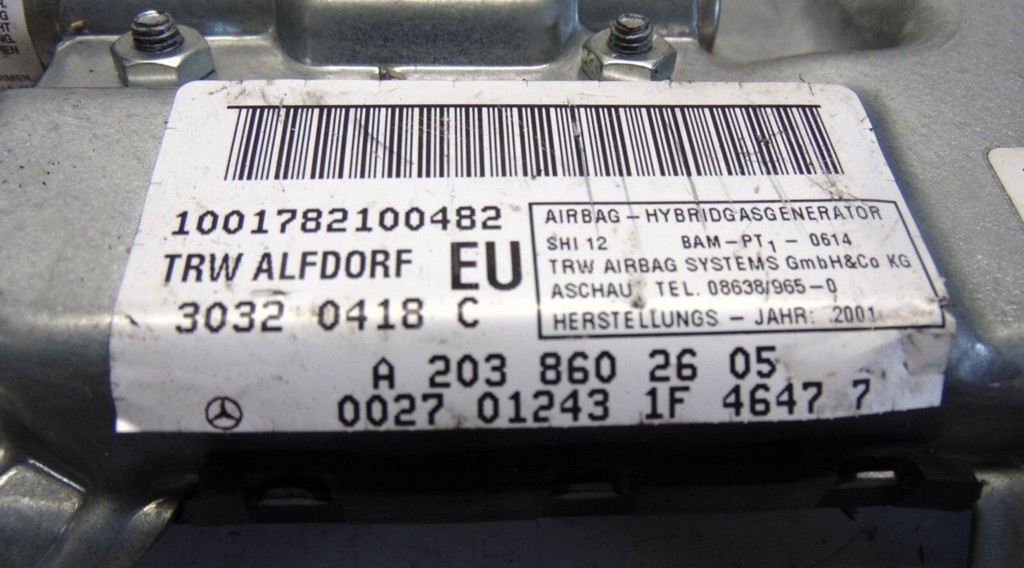 1001782100482
TRW ALFDORF EU
3032 0418 C
AIRBAG - HYBRIDGASGENERATOR
SHI 12 BAM-PT1 - 0614
TRW AIRBAG SYSTEMS GmbH&Co KG
ASCHAU TEL. 08638/965-0
HERSTELLUNGS - JAHR: 2001
A 203 860 26 05
0027 01243 1F 4647 7